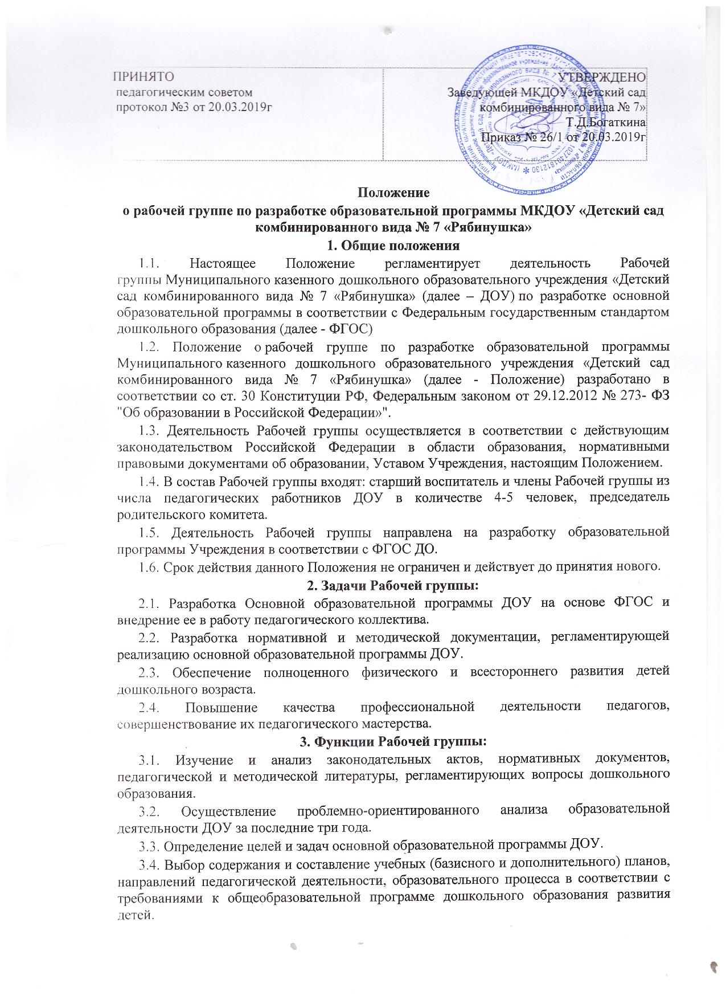 ПРИНЯТО
педагогическим советом
протокол №3 от 20.03.2019г
УТВЕРЖДЕНО
Заведующей МКДОУ «Детский сад
комбинированного вида № 7»
Т.Д.Богаткина
Приказ № 26/1 от 20.03.2019г
Положение
о рабочей группе по разработке образовательной программы МКДОУ «Детский сад
комбинированного вида № 7 «Рябинушка»
1. Общие положения
1.1. Настоящее Положение регламентирует деятельность Рабочей
группы Муниципального казенного дошкольного образовательного учреждения «Детский
сад комбинированного вида № 7 «Рябинушка» (далее – ДОУ) по разработке основной
образовательной программы в соответствии с Федеральным государственным стандартом
дошкольного образования (далее - ФГОС)
1.2. Положение о рабочей группе по разработке образовательной программы
Муниципального казенного дошкольного образовательного учреждения «Детский сад
комбинированного вида № 7 «Рябинушка» (далее - Положение) разработано в
соответствии со ст. 30 Конституции РФ, Федеральным законом от 29.12.2012 № 273- ФЗ
"Об образовании в Российской Федерации»".
1.3. Деятельность Рабочей группы осуществляется в соответствии с действующим
законодательством Российской Федерации в области образования, нормативными
правовыми документами об образовании, Уставом Учреждения, настоящим Положением.
1.4. В состав Рабочей группы входят: старший воспитатель и члены Рабочей группы из
числа педагогических работников ДОУ в количестве 4-5 человек, председатель
родительского комитета.
1.5. Деятельность Рабочей группы направлена на разработку образовательной
программы Учреждения в соответствии с ФГОС ДО.
1.6. Срок действия данного Положения не ограничен и действует до принятия нового.
2. Задачи Рабочей группы:
2.1. Разработка Основной образовательной программы ДОУ на основе ФГОС и
внедрение ее в работу педагогического коллектива.
2.2. Разработка нормативной и методической документации, регламентирующей
реализацию основной образовательной программы ДОУ.
2.3. Обеспечение полноценного физического и всестороннего развития детей
дошкольного возраста.
2.4. Повышение качества профессиональной деятельности педагогов,
совершенствование их педагогического мастерства.
3. Функции Рабочей группы:
3.1. Изучение и анализ законодательных актов, нормативных документов,
педагогической и методической литературы, регламентирующих вопросы дошкольного
образования.
3.2. Осуществление проблемно-ориентированного анализа образовательной
деятельности ДОУ за последние три года.
3.3. Определение целей и задач основной образовательной программы ДОУ.
3.4. Выбор содержания и составление учебных (базисного и дополнительного) планов,
направлений педагогической деятельности, образовательного процесса в соответствии с
требованиями к общеобразовательной программе дошкольного образования развития
детей.